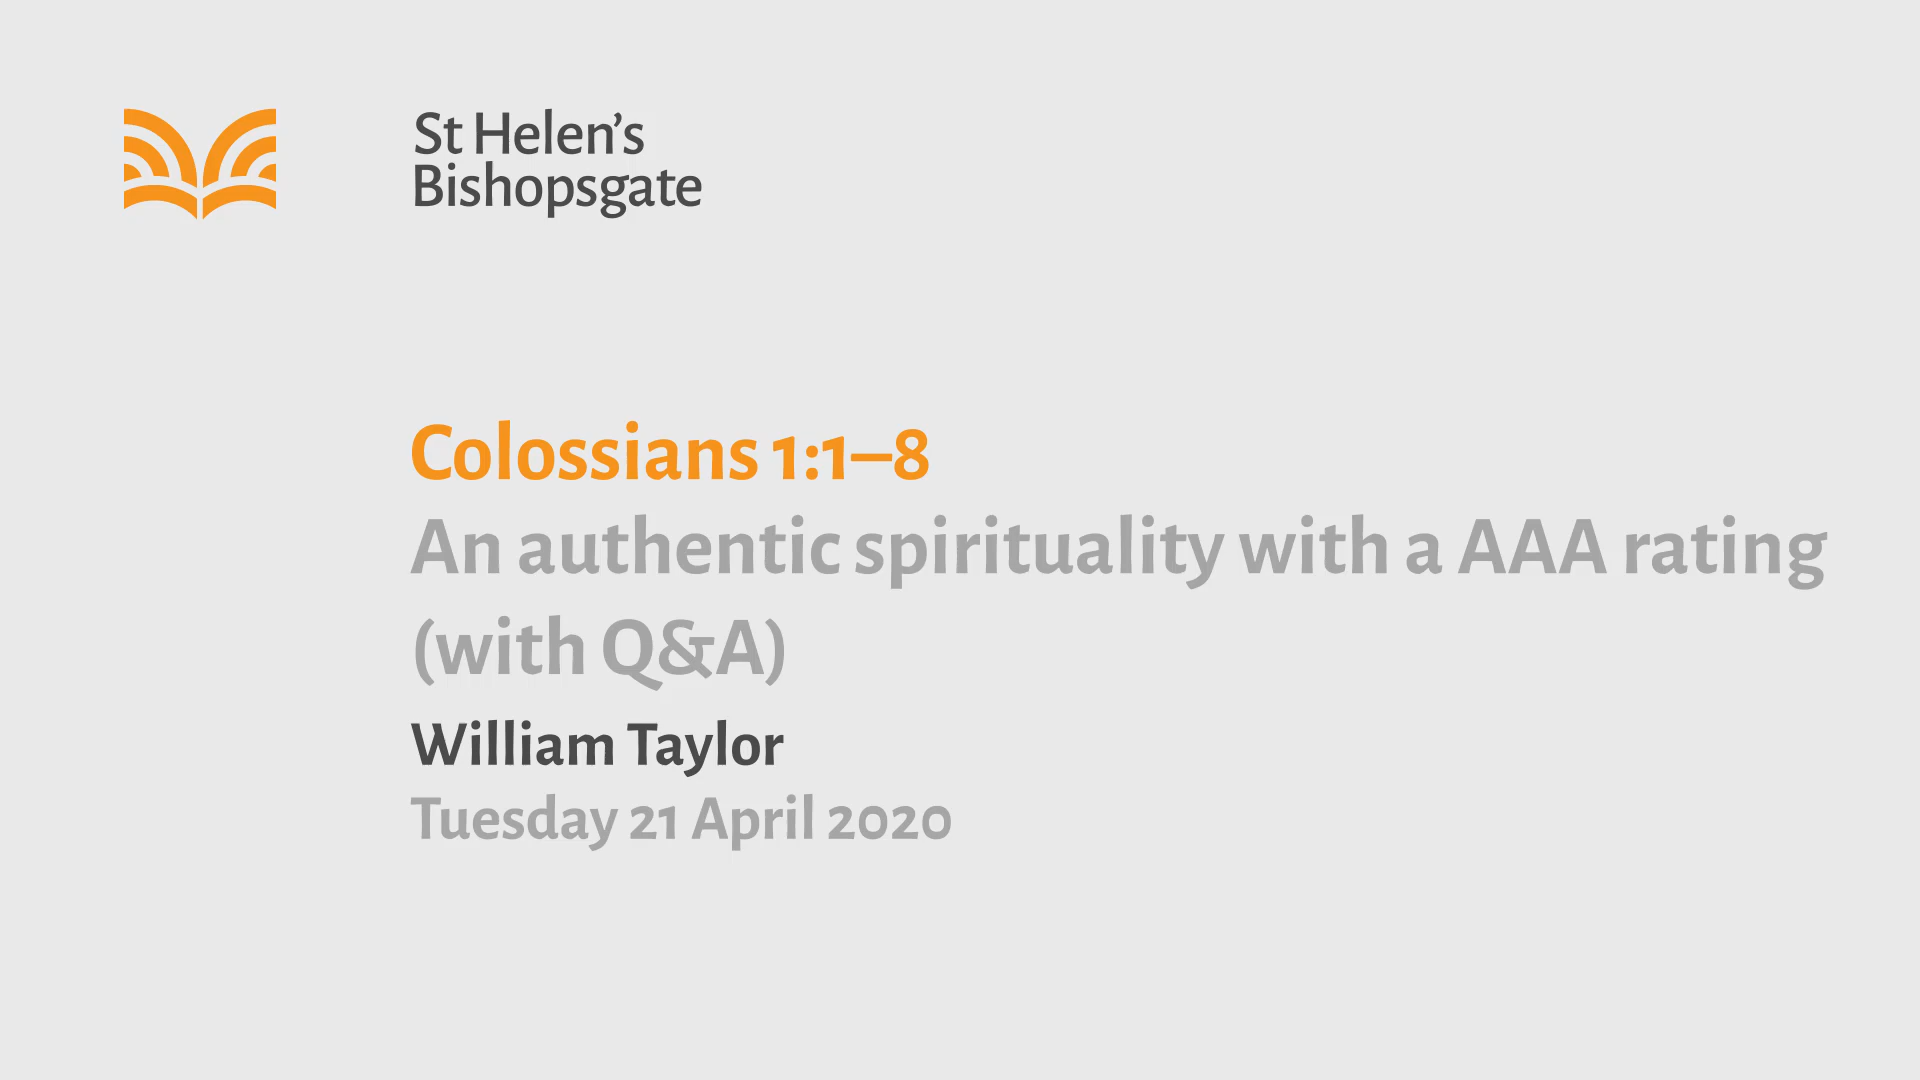 St Helen’s
Bishopsgate
Colossians 1:1–8
An authentic spirituality with a AAA rating
(with Q&A)
William Taylor
Tuesday 21 April 2020